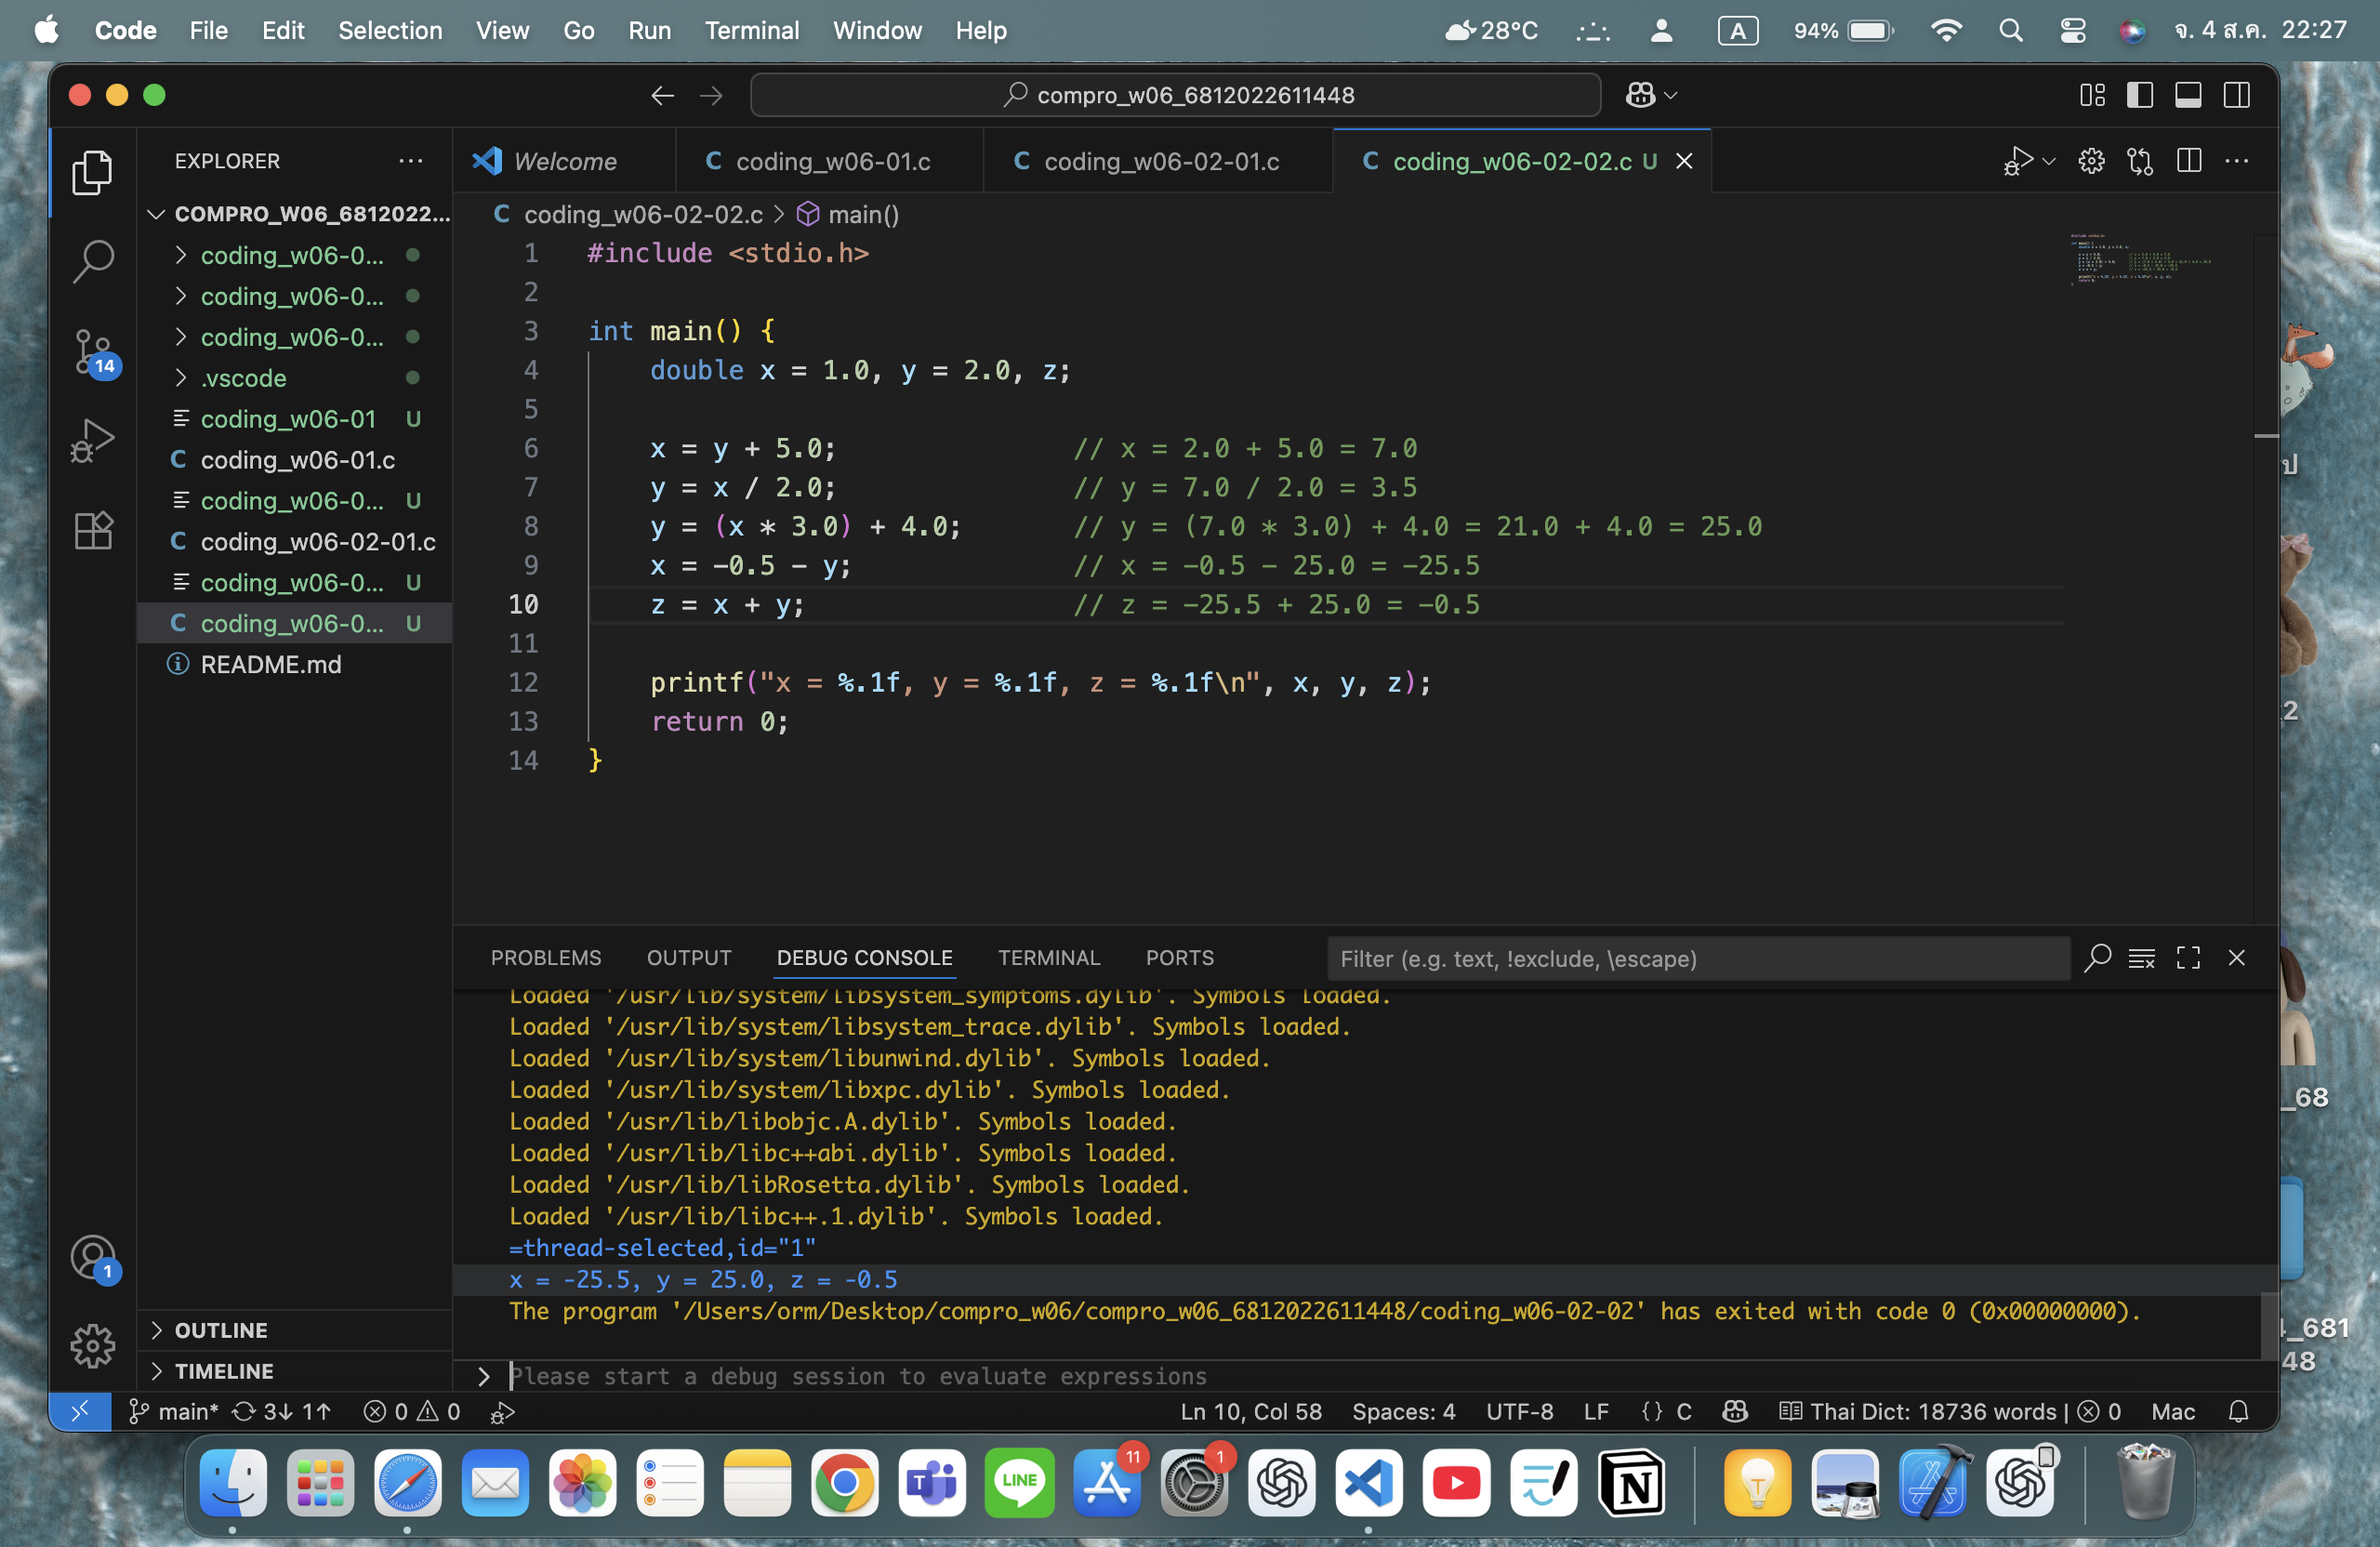 Code File Edit Selection View Go Run Terminal Window Help 28°C A 94% จ. 4 ส.ค. 22:27
compro_w06_6812022611448
EXPLORER
Welcome
coding_w06-01.c
coding_w06-02-01.c
coding_w06-02-02.c U
COMPRO_W06_6812022...
coding_w06-0...
coding_w06-0...
coding_w06-0...
.vscode
coding_w06-01 U
coding_w06-01.c
coding_w06-0... U
coding_w06-02-01.c
coding_w06-0... U
coding_w06-0... U
README.md
14
1
OUTLINE
TIMELINE
coding_w06-02-02.c > main()
1 #include <stdio.h>
2
3 int main() {
4 double x = 1.0, y = 2.0, z;
5
6 x = y + 5.0; // x = 2.0 + 5.0 = 7.0
7 y = x / 2.0; // y = 7.0 / 2.0 = 3.5
8 y = (x * 3.0) + 4.0; // y = (7.0 * 3.0) + 4.0 = 21.0 + 4.0 = 25.0
9 x = -0.5 - y; // x = -0.5 - 25.0 = -25.5
10 z = x + y; // z = -25.5 + 25.0 = -0.5
11
12 printf("x = %.1f, y = %.1f, z = %.1f\n", x, y, z);
13 return 0;
14 }
PROBLEMS OUTPUT DEBUG CONSOLE TERMINAL PORTS Filter (e.g. text, !exclude, \escape)
Loaded '/usr/lib/system/libsystem_symptoms.dylib'. Symbols loaded.
Loaded '/usr/lib/system/libsystem_trace.dylib'. Symbols loaded.
Loaded '/usr/lib/system/libunwind.dylib'. Symbols loaded.
Loaded '/usr/lib/system/libxpc.dylib'. Symbols loaded.
Loaded '/usr/lib/libobjc.A.dylib'. Symbols loaded.
Loaded '/usr/lib/libc++abi.dylib'. Symbols loaded.
Loaded '/usr/lib/libRosetta.dylib'. Symbols loaded.
Loaded '/usr/lib/libc++.1.dylib'. Symbols loaded.
=thread-selected,id="1"
x = -25.5, y = 25.0, z = -0.5
The program '/Users/orm/Desktop/compro_w06/compro_w06_6812022611448/coding_w06-02-02' has exited with code 0 (0x00000000).
Please start a debug session to evaluate expressions
main* 3↓ 1↑ 0 0 Ln 10, Col 58 Spaces: 4 UTF-8 LF {} C Thai Dict: 18736 words | 0 Mac
_68
_681
48
LINE
11
1